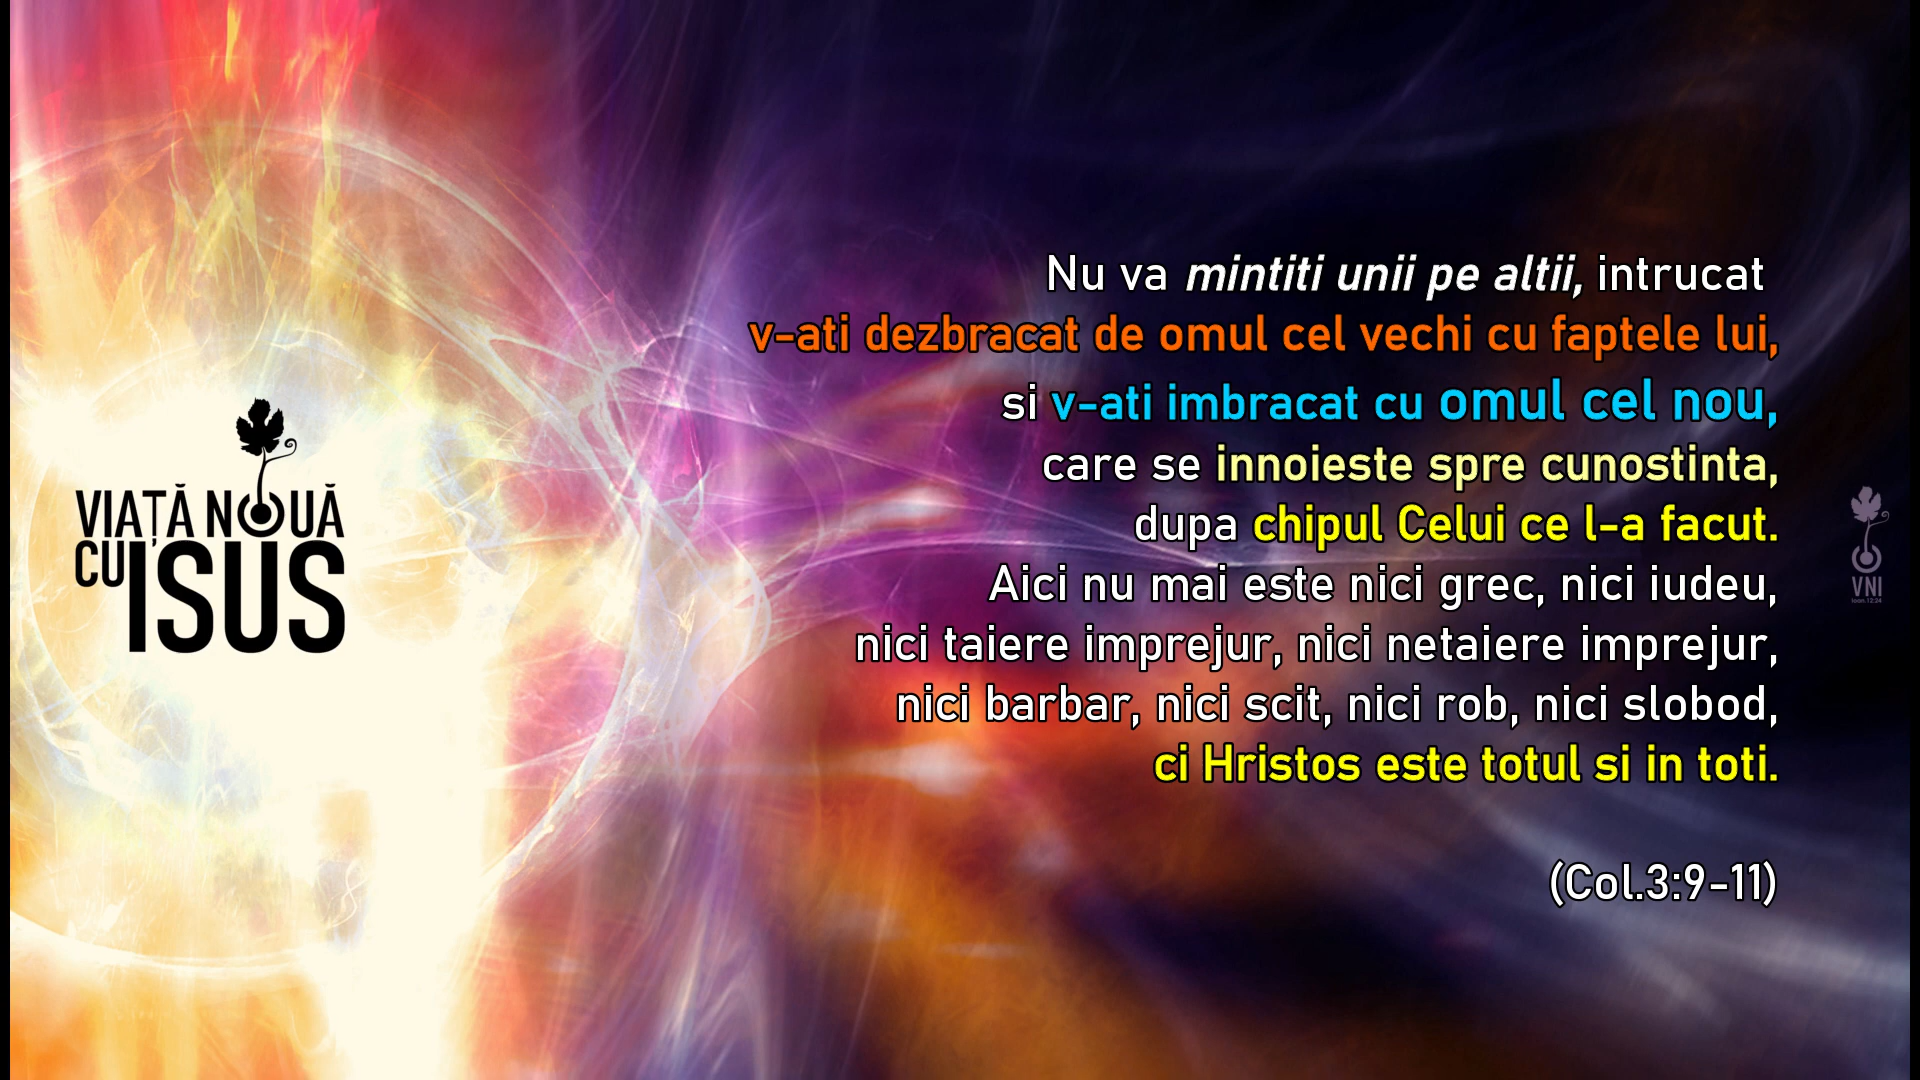 VIAȚĂ NOUĂ
CU ISUS
Nu va mintiti unii pe altii, intrucat
v-ati dezbracat de omul cel vechi cu faptele lui,
si v-ati imbracat cu omul cel nou,
care se innoieste spre cunostinta,
dupa chipul Celui ce l-a facut.
Aici nu mai este nici grec, nici iudeu,
nici taiere imprejur, nici netaiere imprejur,
nici barbar, nici scit, nici rob, nici slobod,
ci Hristos este totul si in toti.
(Col.3:9-11)
VNI
Ioan.12:24